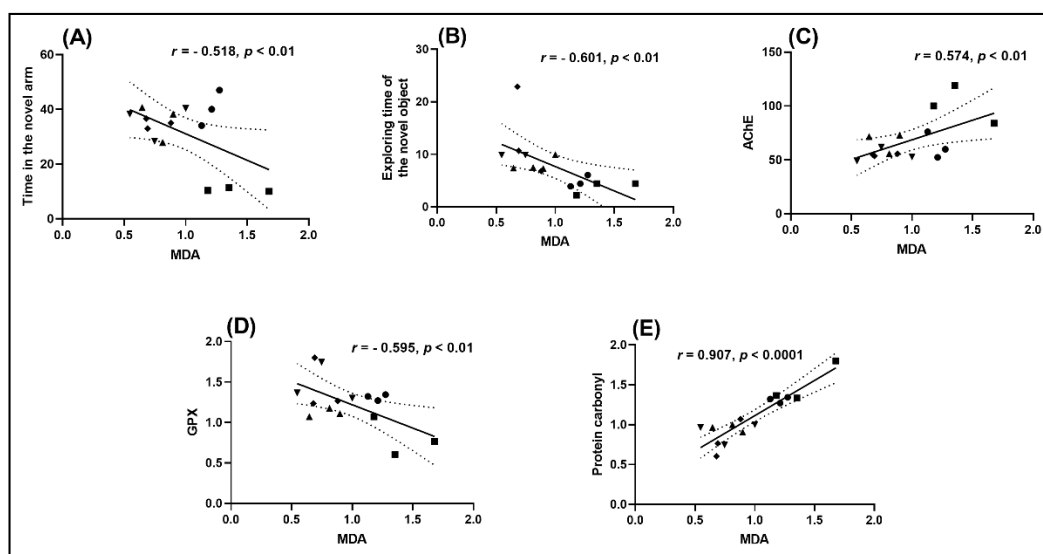 (A)
r = - 0.518, p < 0.01
Time in the novel arm
60
40
20
0
0.0 0.5 1.0 1.5 2.0
MDA
(B)
r = - 0.601, p < 0.01
Exploring time of
the novel object
30
20
10
0
0.0 0.5 1.0 1.5 2.0
MDA
(C)
r = 0.574, p < 0.01
AChE
150
100
50
0
0.0 0.5 1.0 1.5 2.0
MDA
(D)
r = - 0.595, p < 0.01
GPX
2.0
1.5
1.0
0.5
0.0
0.0 0.5 1.0 1.5 2.0
MDA
(E)
r = 0.907, p < 0.0001
Protein carbonyl
2.0
1.5
1.0
0.5
0.0
0.0 0.5 1.0 1.5 2.0
MDA